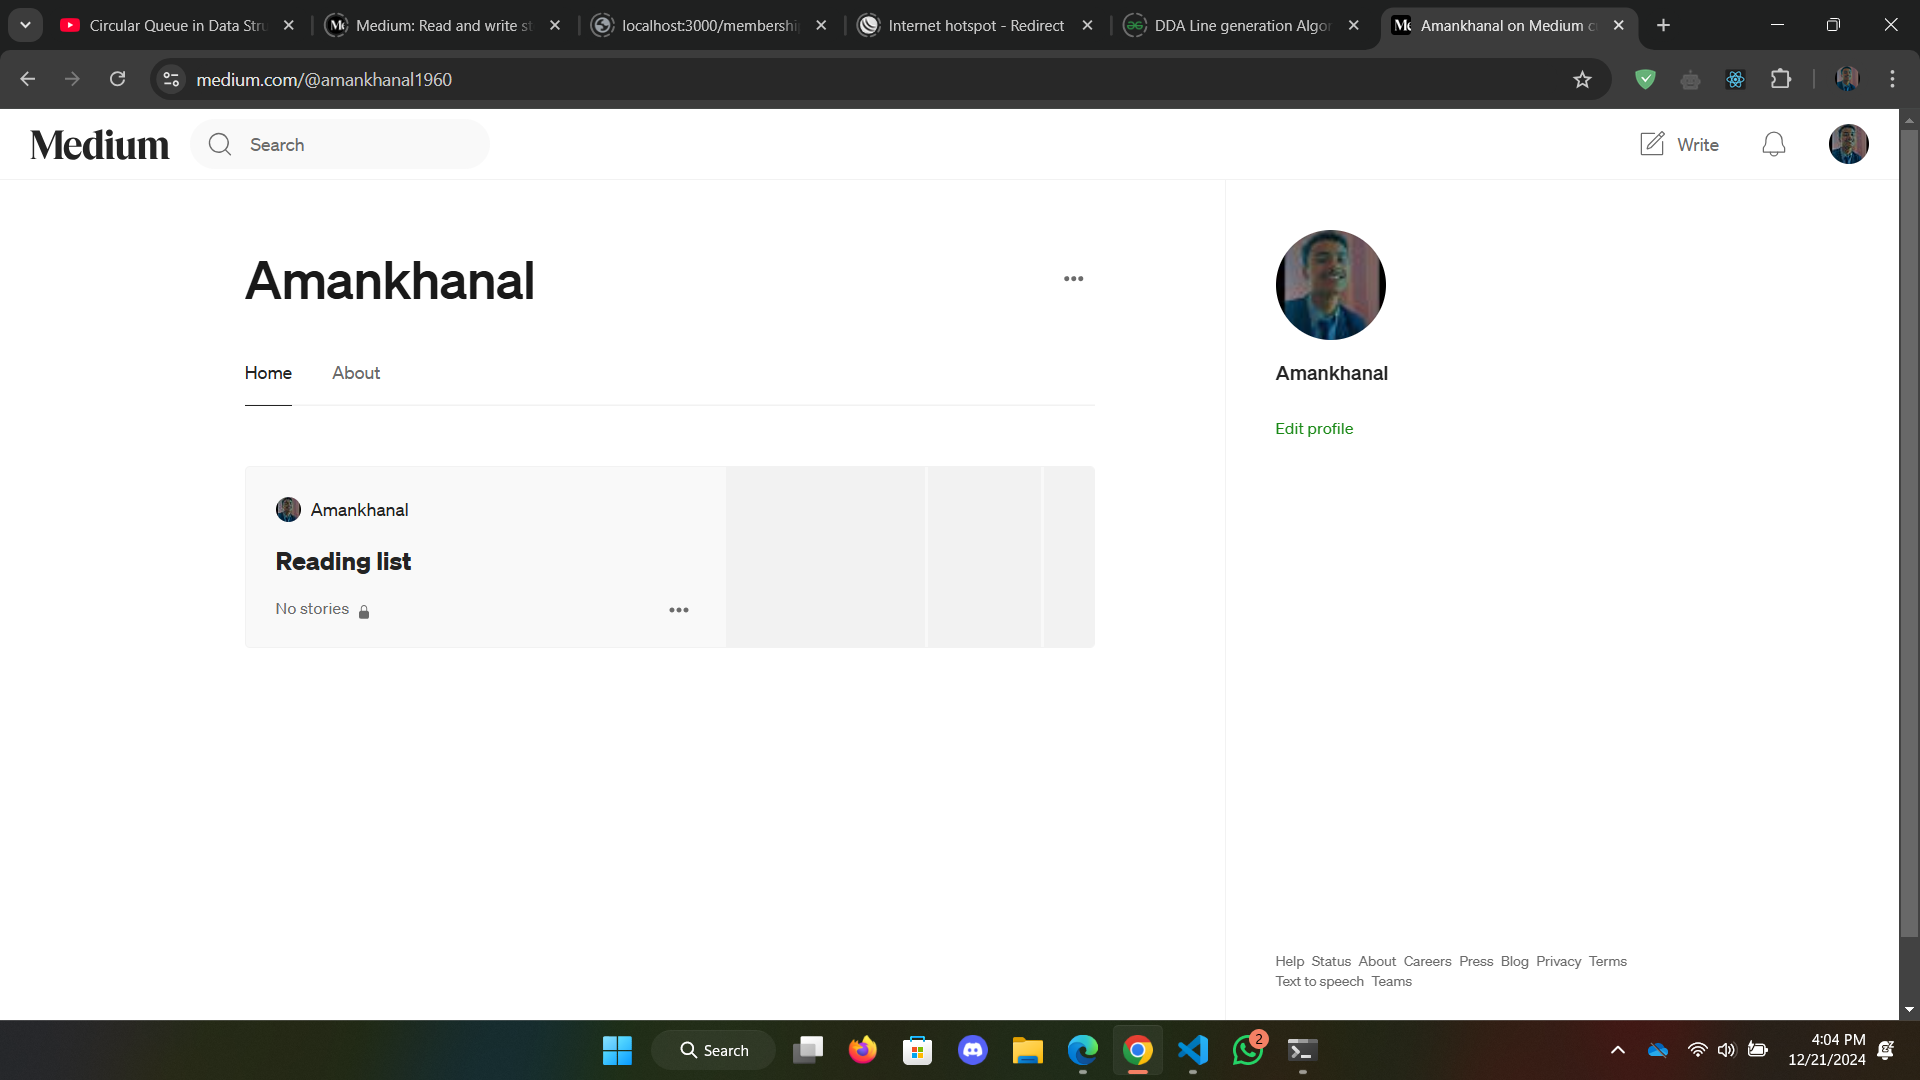 Circular Queue in Data Stru
Medium: Read and write st
localhost:3000/membership
Internet hotspot - Redirect
DDA Line generation Algor
Amankhanal on Medium c
medium.com/@amankhanal1960
Medium
Search
Write
Amankhanal
Home
About
Amankhanal
Reading list
No stories
Amankhanal
Edit profile
Help Status About Careers Press Blog Privacy Terms
Text to speech Teams
Search
2
4:04 PM
12/21/2024